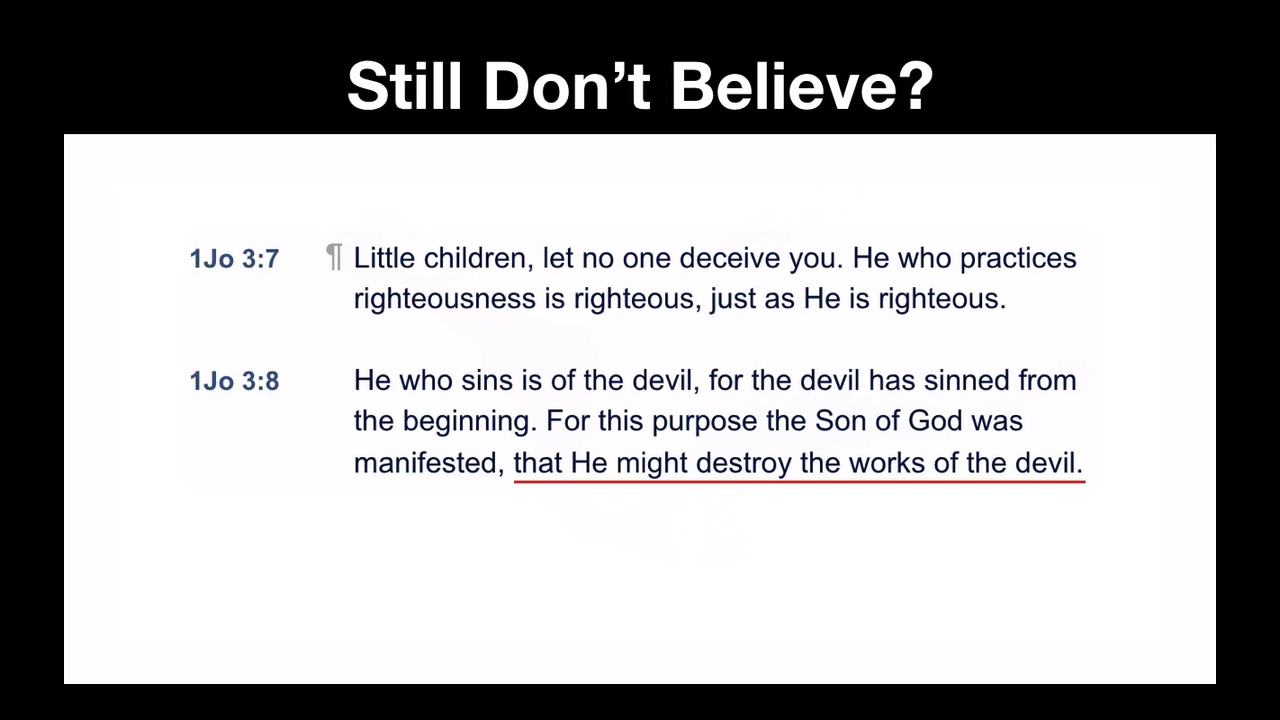 Still Don’t Believe?
1Jo 3:7 ¶ Little children, let no one deceive you. He who practices
righteousness is righteous, just as He is righteous.
1Jo 3:8 He who sins is of the devil, for the devil has sinned from
the beginning. For this purpose the Son of God was
manifested, that He might destroy the works of the devil.